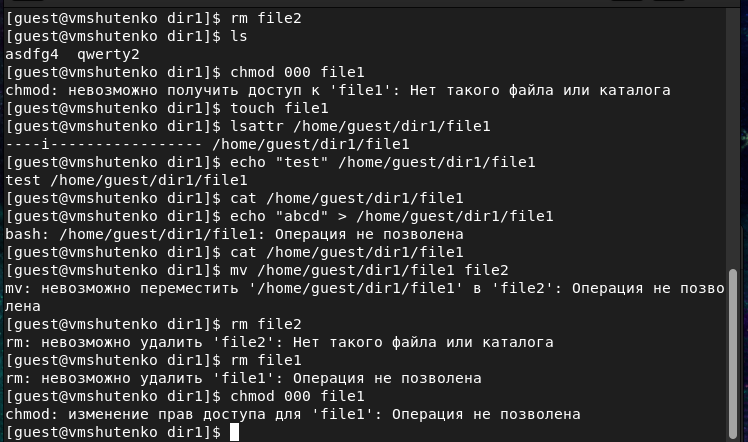 [guest@vmshutenko dir1]$ rm file2
[guest@vmshutenko dir1]$ ls
asdfg4  qwerty2
[guest@vmshutenko dir1]$ chmod 000 file1
chmod: невозможно получить доступ к 'file1': Нет такого файла или каталога
[guest@vmshutenko dir1]$ touch file1
[guest@vmshutenko dir1]$ lsattr /home/guest/dir1/file1
----i----------------- /home/guest/dir1/file1
[guest@vmshutenko dir1]$ echo "test" /home/guest/dir1/file1
test /home/guest/dir1/file1
[guest@vmshutenko dir1]$ cat /home/guest/dir1/file1
[guest@vmshutenko dir1]$ echo "abcd" > /home/guest/dir1/file1
bash: /home/guest/dir1/file1: Операция не позволена
[guest@vmshutenko dir1]$ cat /home/guest/dir1/file1
[guest@vmshutenko dir1]$ mv /home/guest/dir1/file1 file2
mv: невозможно переместить '/home/guest/dir1/file1' в 'file2': Операция не позво
лена
[guest@vmshutenko dir1]$ rm file2
rm: невозможно удалить 'file2': Нет такого файла или каталога
[guest@vmshutenko dir1]$ rm file1
rm: невозможно удалить 'file1': Операция не позволена
[guest@vmshutenko dir1]$ chmod 000 file1
chmod: изменение прав доступа для 'file1': Операция не позволена
[guest@vmshutenko dir1]$